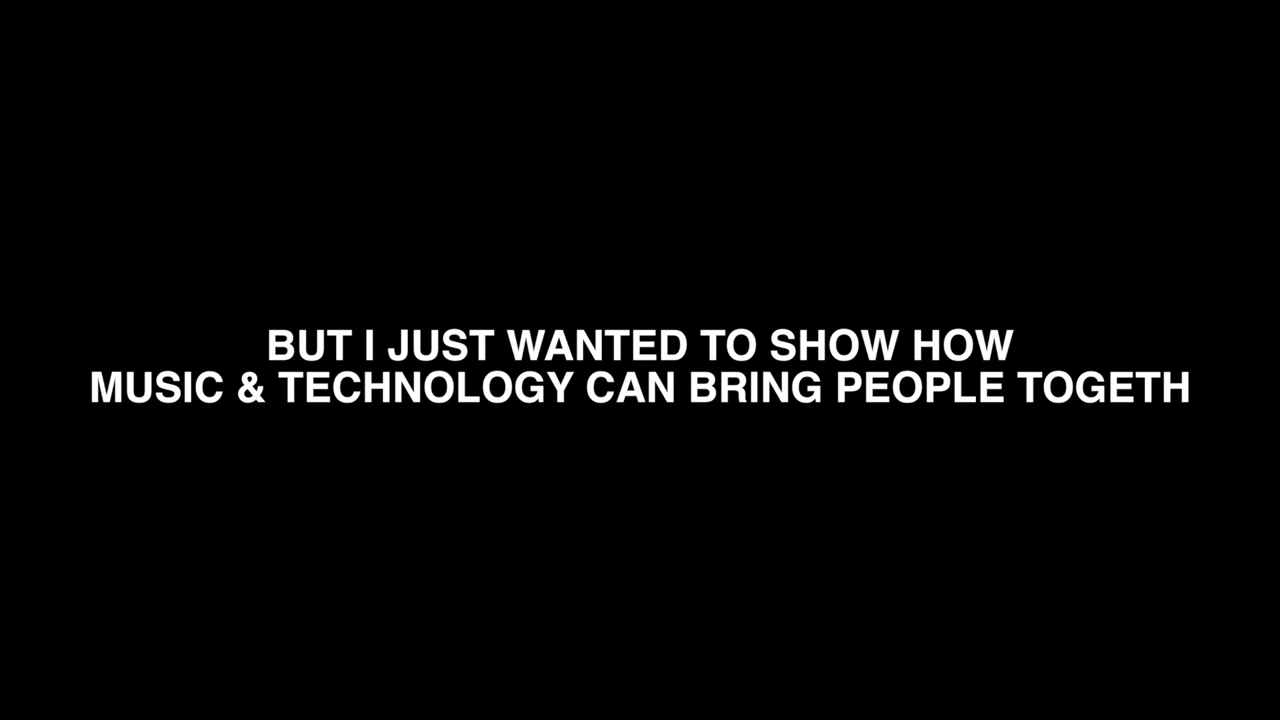 BUT I JUST WANTED TO SHOW HOW
MUSIC & TECHNOLOGY CAN BRING PEOPLE TOGETH